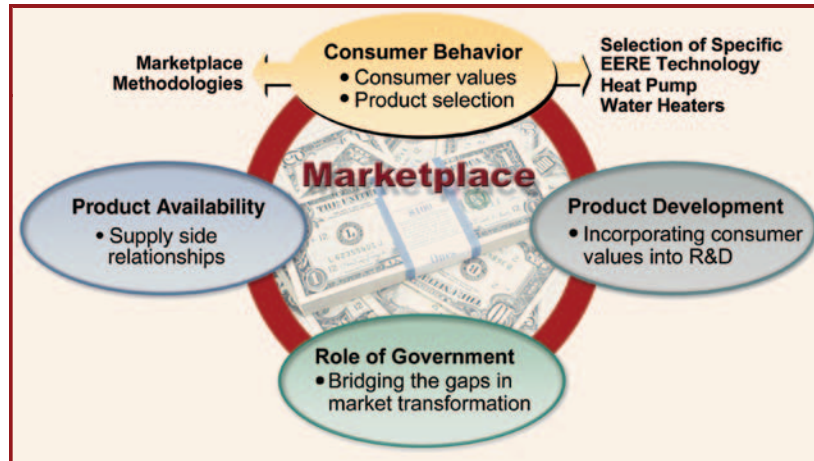 Marketplace
Methodologies
Consumer Behavior
• Consumer values
• Product selection
Selection of Specific
EERE Technology
Heat Pump
Water Heaters
Marketplace
Product Availability
• Supply side
relationships
Product Development
• Incorporating consumer
values into R&D
Role of Government
• Bridging the gaps in
market transformation